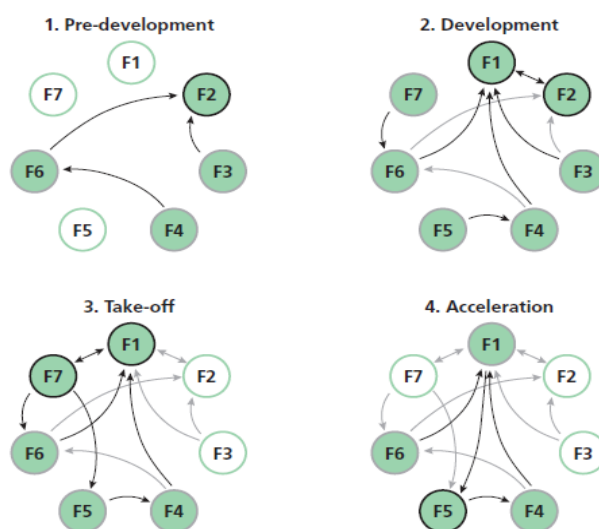 1. Pre-development
F1
F7
F2
F6
F3
F5
F4
2. Development
F1
F7
F2
F6
F3
F5
F4
3. Take-off
F1
F7
F2
F6
F3
F5
F4
4. Acceleration
F1
F7
F2
F6
F3
F5
F4